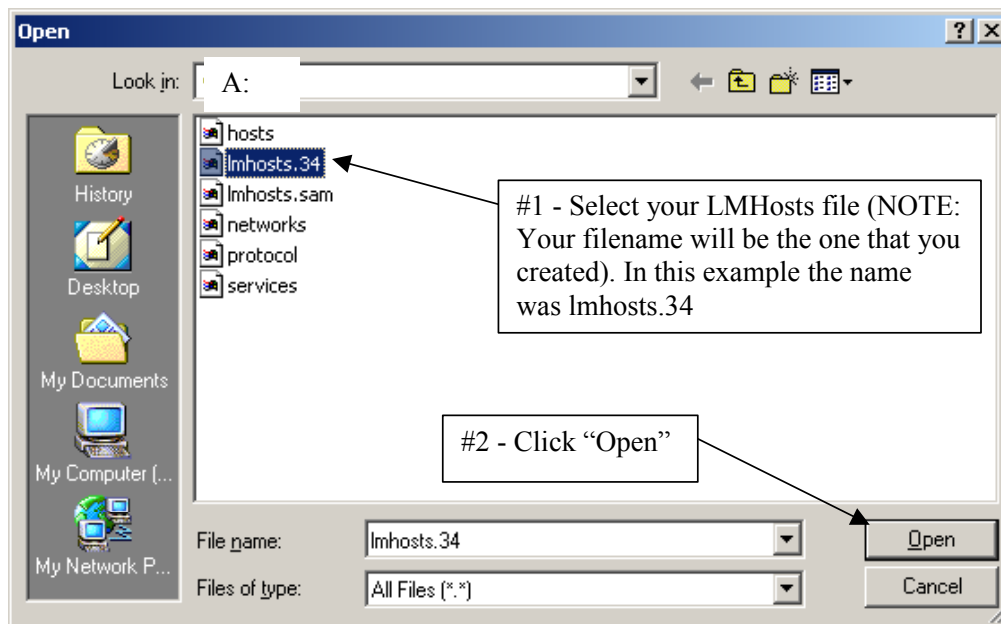 Open
Look in:
A:
History
Desktop
My Documents
My Computer (...
My Network P...
hosts
lmhosts.34
lmhosts.sam
networks
protocol
services
#1 - Select your LMHosts file (NOTE:
Your filename will be the one that you
created). In this example the name
was lmhosts.34
#2 - Click “Open”
File name:
lmhosts.34
Open
Files of type:
All Files (*.*)
Cancel